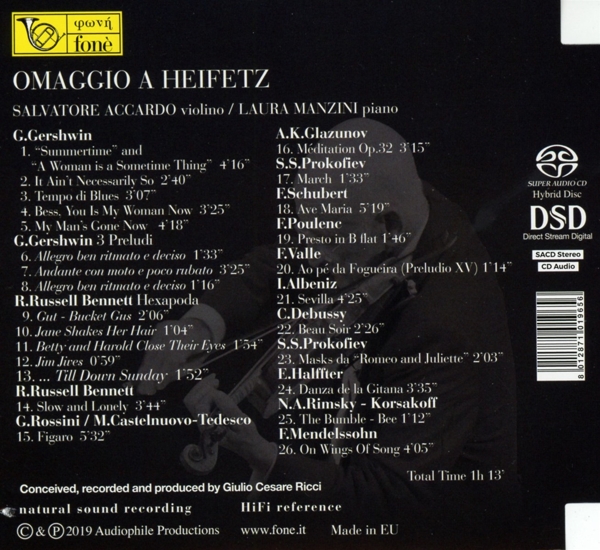 φωνή
fonè
OMAGGIO A HEIFETZ
SALVATORE ACCARDO violino / LAURA MANZINI piano
G.Gershwin
1. "Summertime" and
"A Woman is a Sometime Thing" 4'16"
2. It Ain't Necessarily So 2'40"
3. Tempo di Blues 3'07"
4. Bess, You Is My Woman Now 3'25"
5. My Man's Gone Now 4'18"
G.Gershwin 3 Preludi
6. Allegro ben ritmato e deciso 1'33"
7. Andante con moto e poco rubato 3'25"
8. Allegro ben ritmato e deciso 1'16"
R.Russell Bennett Hexapoda
9. Gut - Bucket Gus 2'06"
10. Jane Shakes Her Hair 1'04"
11. Betty and Harold Close Their Eyes 1'54"
12. Jim Jives 0'59"
13. ... Till Down Sunday 1'52"
R.Russell Bennett
14. Slow and Lonely 3'44"
G.Rossini / M.Castelnuovo-Tedesco
15. Figaro 5'32"
A.K.Glazunov
16. Méditation Op.32 3'15"
S.S.Prokofiev
17. March 1'33"
F.Schubert
18. Ave Maria 5'19"
F.Poulenc
19. Presto in B flat 1'46"
F.Valle
20. Ao pé da Fogueira (Preludio XV) 1'14"
I.Albeniz
21. Sevilla 4'25"
C.Debussy
22. Beau Soir 2'26"
S.S.Prokofiev
23. Masks da "Romeo and Juliette" 2'03"
E.Halffter
24. Danza de la Gitana 3'35"
N.A.Rimsky - Korsakoff
25. The Bumble - Bee 1'12"
F.Mendelssohn
26. On Wings Of Song 4'05"
Total Time 1h 13'
SUPER AUDIO CD
Hybrid Disc
DSD
Direct Stream Digital
SACD Stereo
CD Audio
8012871019656
Conceived, recorded and produced by Giulio Cesare Ricci
natural sound recording HiFi reference
© & ℗ 2019 Audiophile Productions www.fone.it Made in EU